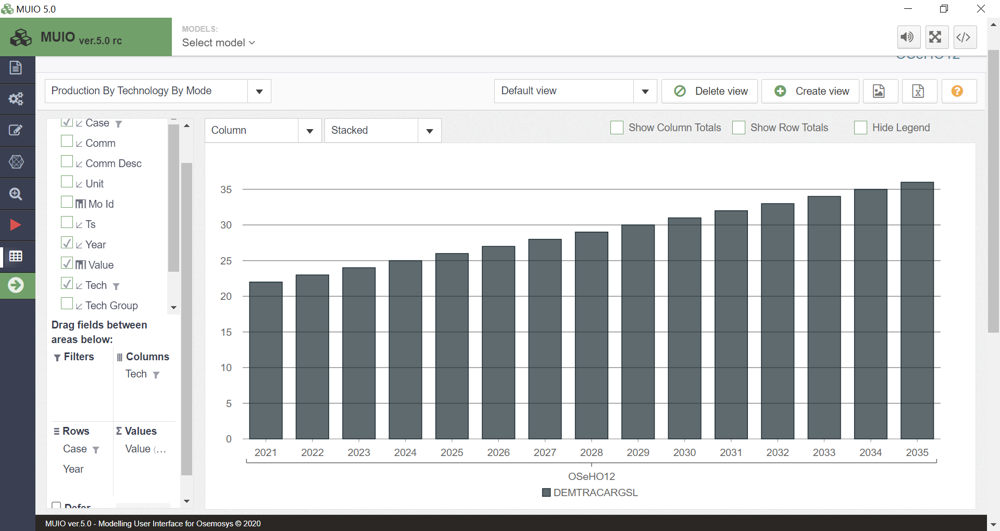 MUIO 5.0
MUIO ver.5.0 rc
MODELS:
Select model
OSeHO12
Production By Technology By Mode
Default view
Delete view
Create view
Case
Comm
Comm Desc
Unit
Mo Id
Ts
Year
Value
Tech
Tech Group
Drag fields between
areas below:
Filters
Columns
Tech
Rows
Σ Values
Case
Value (...
Year
Defer
Column
Stacked
Show Column Totals
Show Row Totals
Hide Legend
35
30
25
20
15
10
5
0
2021 2022 2023 2024 2025 2026 2027 2028 2029 2030 2031 2032 2033 2034 2035
OSeHO12
DEMTRACARGSL
MUIO ver.5.0 - Modelling User Interface for Osemosys © 2020